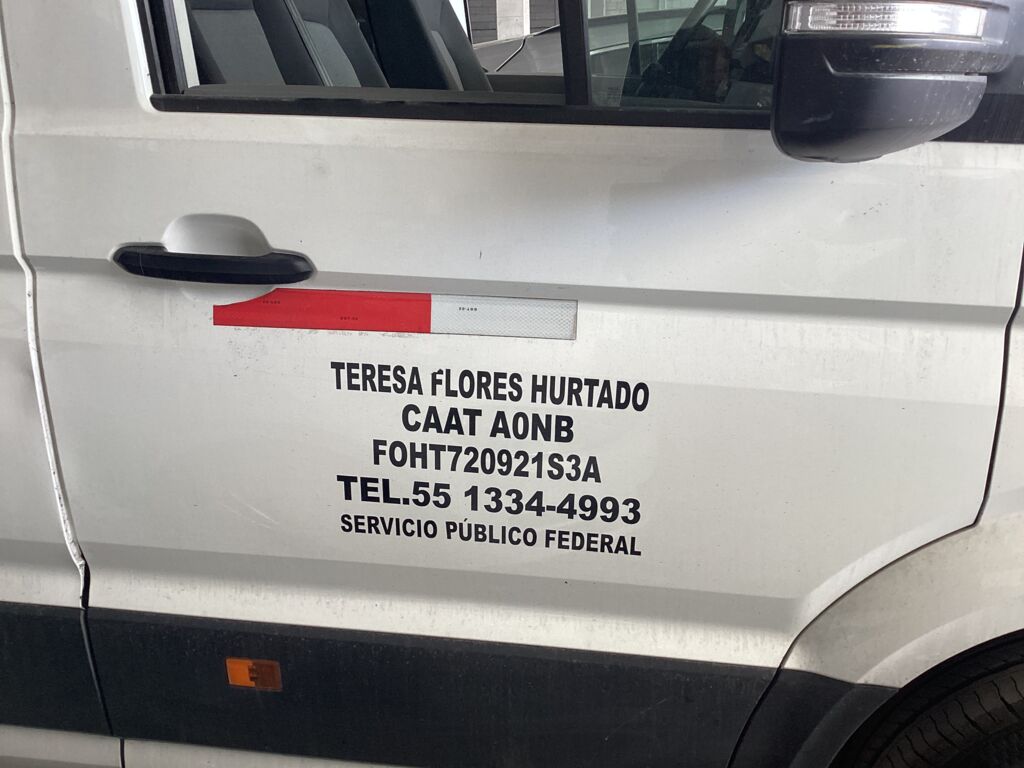 TERESA FLORES HURTADO
CAAT A0NB
FOHT720921S3A
TEL.55 1334-4993
SERVICIO PÚBLICO FEDERAL